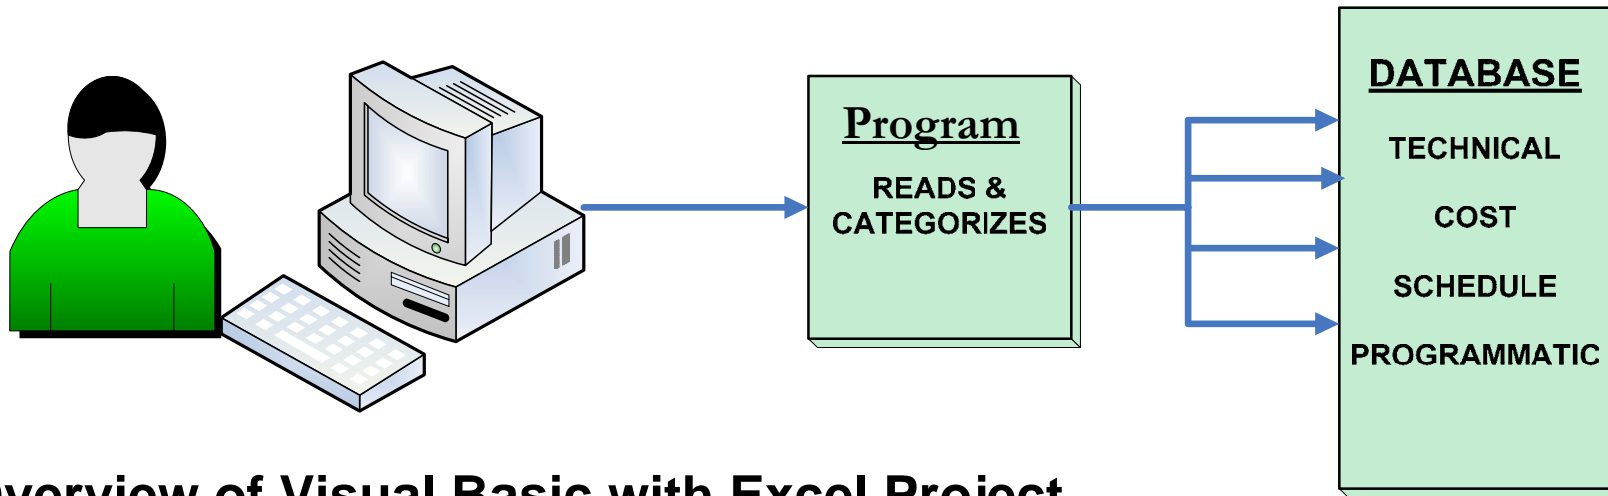 Program
READS &
CATEGORIZES
DATABASE
TECHNICAL
COST
SCHEDULE
PROGRAMMATIC
of Visual Basic with Excel Project